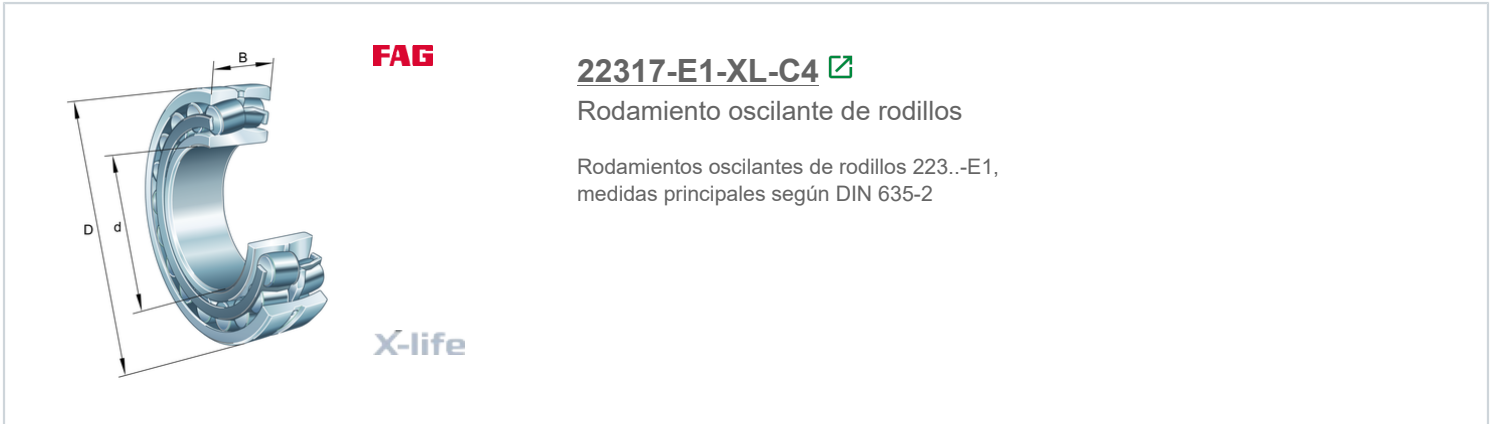 FAG
B
D
d
X-life
22317-E1-XL-C4
Rodamiento oscilante de rodillos
Rodamientos oscilantes de rodillos 223..-E1,
medidas principales según DIN 635-2